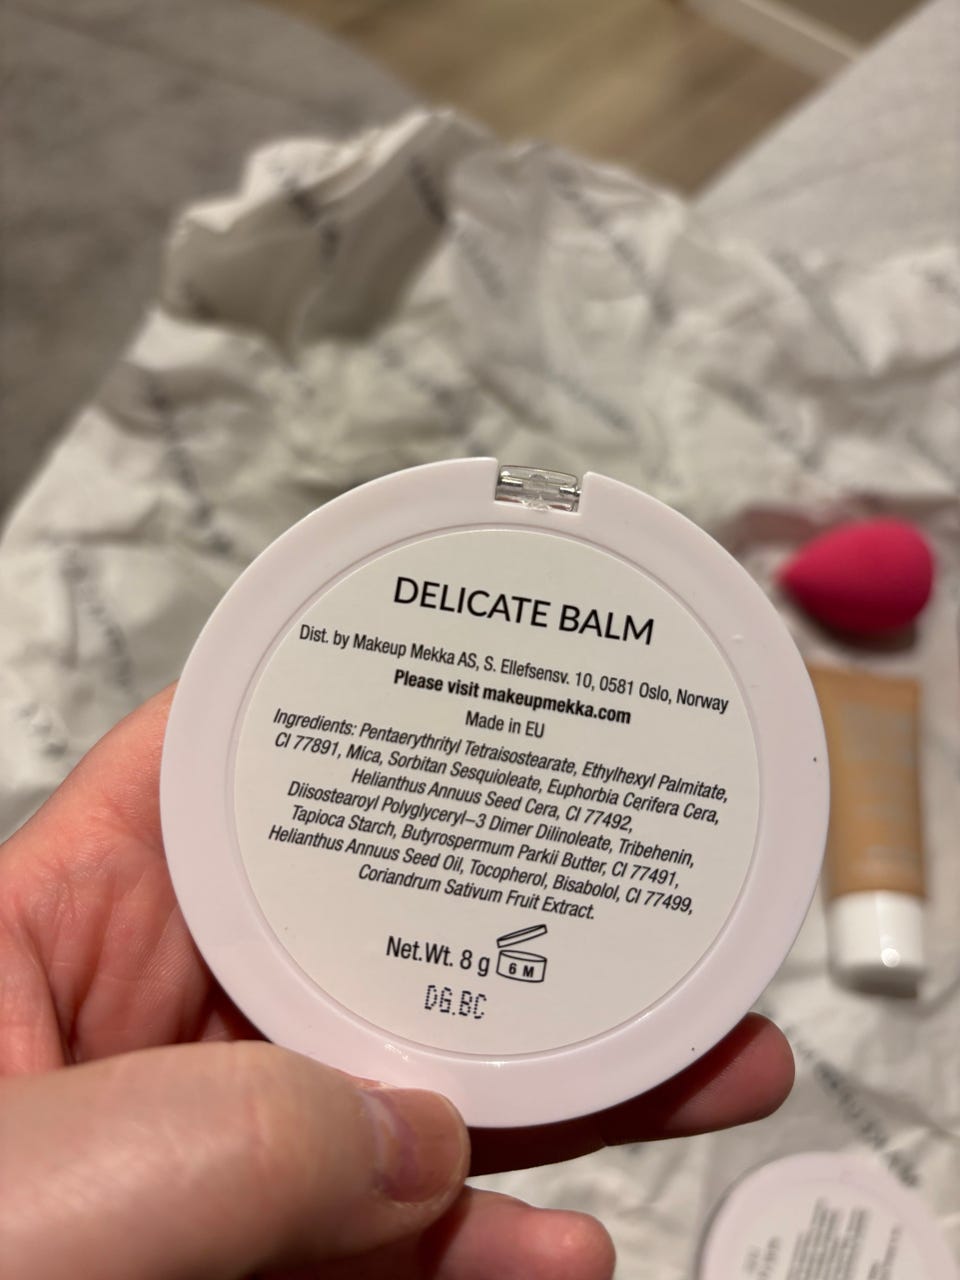 DELICATE BALM
Dist. by Makeup Mekka AS, S. Ellefsensv. 10, 0581 Oslo, Norway
Please visit makeupmekka.com
Made in EU
Ingredients: Pentaerythrityl Tetraisostearate, Ethylhexyl Palmitate,
CI 77891, Mica, Sorbitan Sesquioleate, Euphorbia Cerifera Cera,
Helianthus Annuus Seed Cera, CI 77492,
Diisostearoyl Polyglyceryl–3 Dimer Dilinoleate, Tribehenin,
Tapioca Starch, Butyrospermum Parkii Butter, CI 77491,
Helianthus Annuus Seed Oil, Tocopherol, Bisabolol, CI 77499,
Coriandrum Sativum Fruit Extract.
Net.Wt. 8 g 6 M
DG.BC